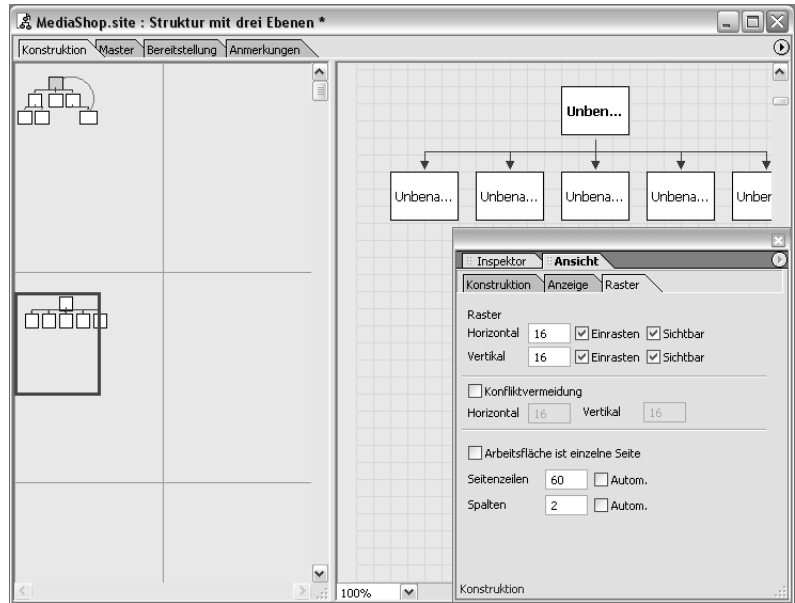 MediaShop.site : Struktur mit drei Ebenen *
Konstruktion Master Bereitstellung Anmerkungen
Unben...
Unbena... Unbena... Unbena... Unbena... Unber
Inspektor Ansicht
Konstruktion Anzeige Raster
Raster
Horizontal 16 Einrasten Sichtbar
Vertikal 16 Einrasten Sichtbar
Konfliktvermeidung
Horizontal 16 Vertikal 16
Arbeitsfläche ist einzelne Seite
Seitenzeilen 60 Autom.
Spalten 2 Autom.
100% Konstruktion